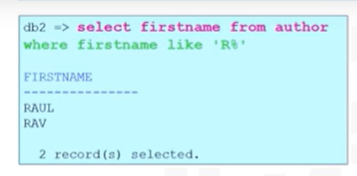 db2 => select firstname from author
where firstname like 'R%'
FIRSTNAME
---------------
RAUL
RAV
2 record(s) selected.